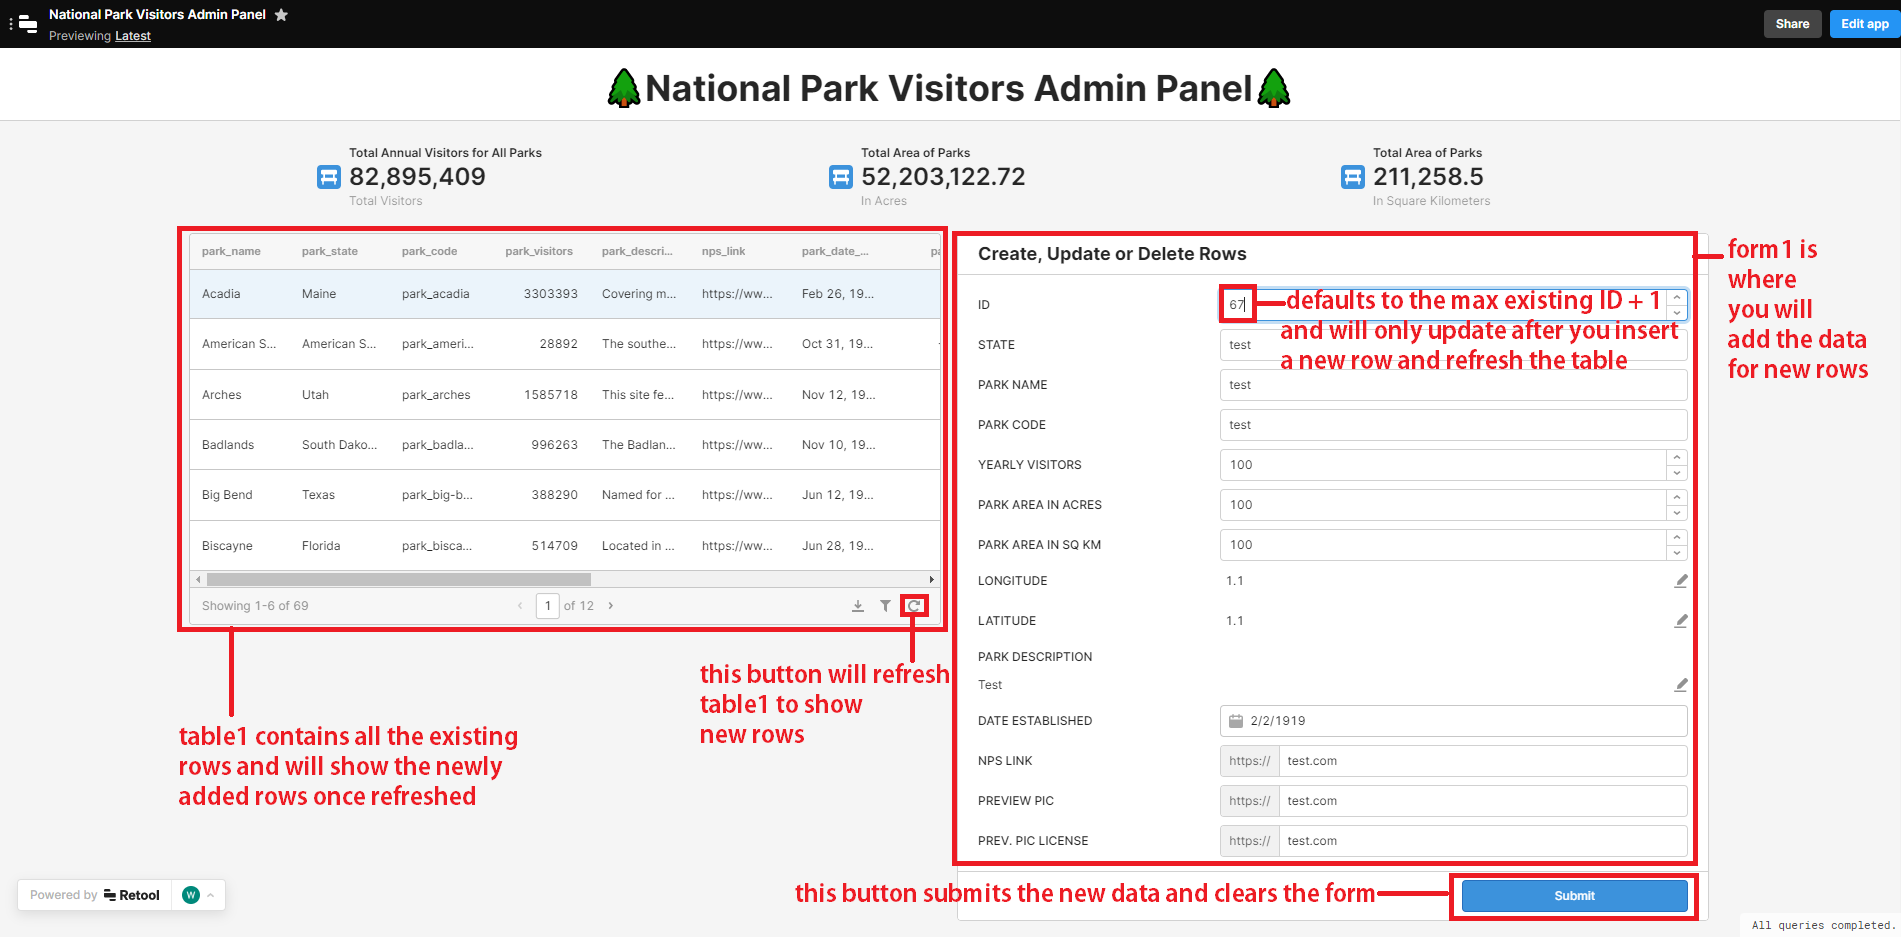 National Park Visitors Admin Panel
Previewing Latest
Share
Edit app
National Park Visitors Admin Panel
Total Annual Visitors for All Parks
82,895,409
Total Visitors
Total Area of Parks
52,203,122.72
In Acres
Total Area of Parks
211,258.5
In Square Kilometers
park_name park_state park_code park_visitors park_descri... nps_link park_date_... pa
Acadia Maine park_acadia 3303393 Covering m... https://ww... Feb 26, 19...
American S... American S... park_ameri... 28892 The southe... https://ww... Oct 31, 19...
Arches Utah park_arches 1585718 This site fe... https://ww... Nov 12, 19...
Badlands South Dako... park_badla... 996263 The Badlan... https://ww... Nov 10, 19...
Big Bend Texas park_big-b... 388290 Named for ... https://ww... Jun 12, 19...
Biscayne Florida park_bisca... 514709 Located in ... https://ww... Jun 28, 19...
Showing 1-6 of 69
1 of 12
this button will refresh
table1 to show
new rows
table1 contains all the existing
rows and will show the newly
added rows once refreshed
Create, Update or Delete Rows
ID 67
defaults to the max existing ID + 1
and will only update after you insert
a new row and refresh the table
STATE test
PARK NAME test
PARK CODE test
YEARLY VISITORS 100
PARK AREA IN ACRES 100
PARK AREA IN SQ KM 100
LONGITUDE 1.1
LATITUDE 1.1
PARK DESCRIPTION
Test
DATE ESTABLISHED 2/2/1919
NPS LINK https:// test.com
PREVIEW PIC https:// test.com
PREV. PIC LICENSE https:// test.com
form1 is
where
you will
add the data
for new rows
this button submits the new data and clears the form
Submit
Powered by Retool W
All queries completed.